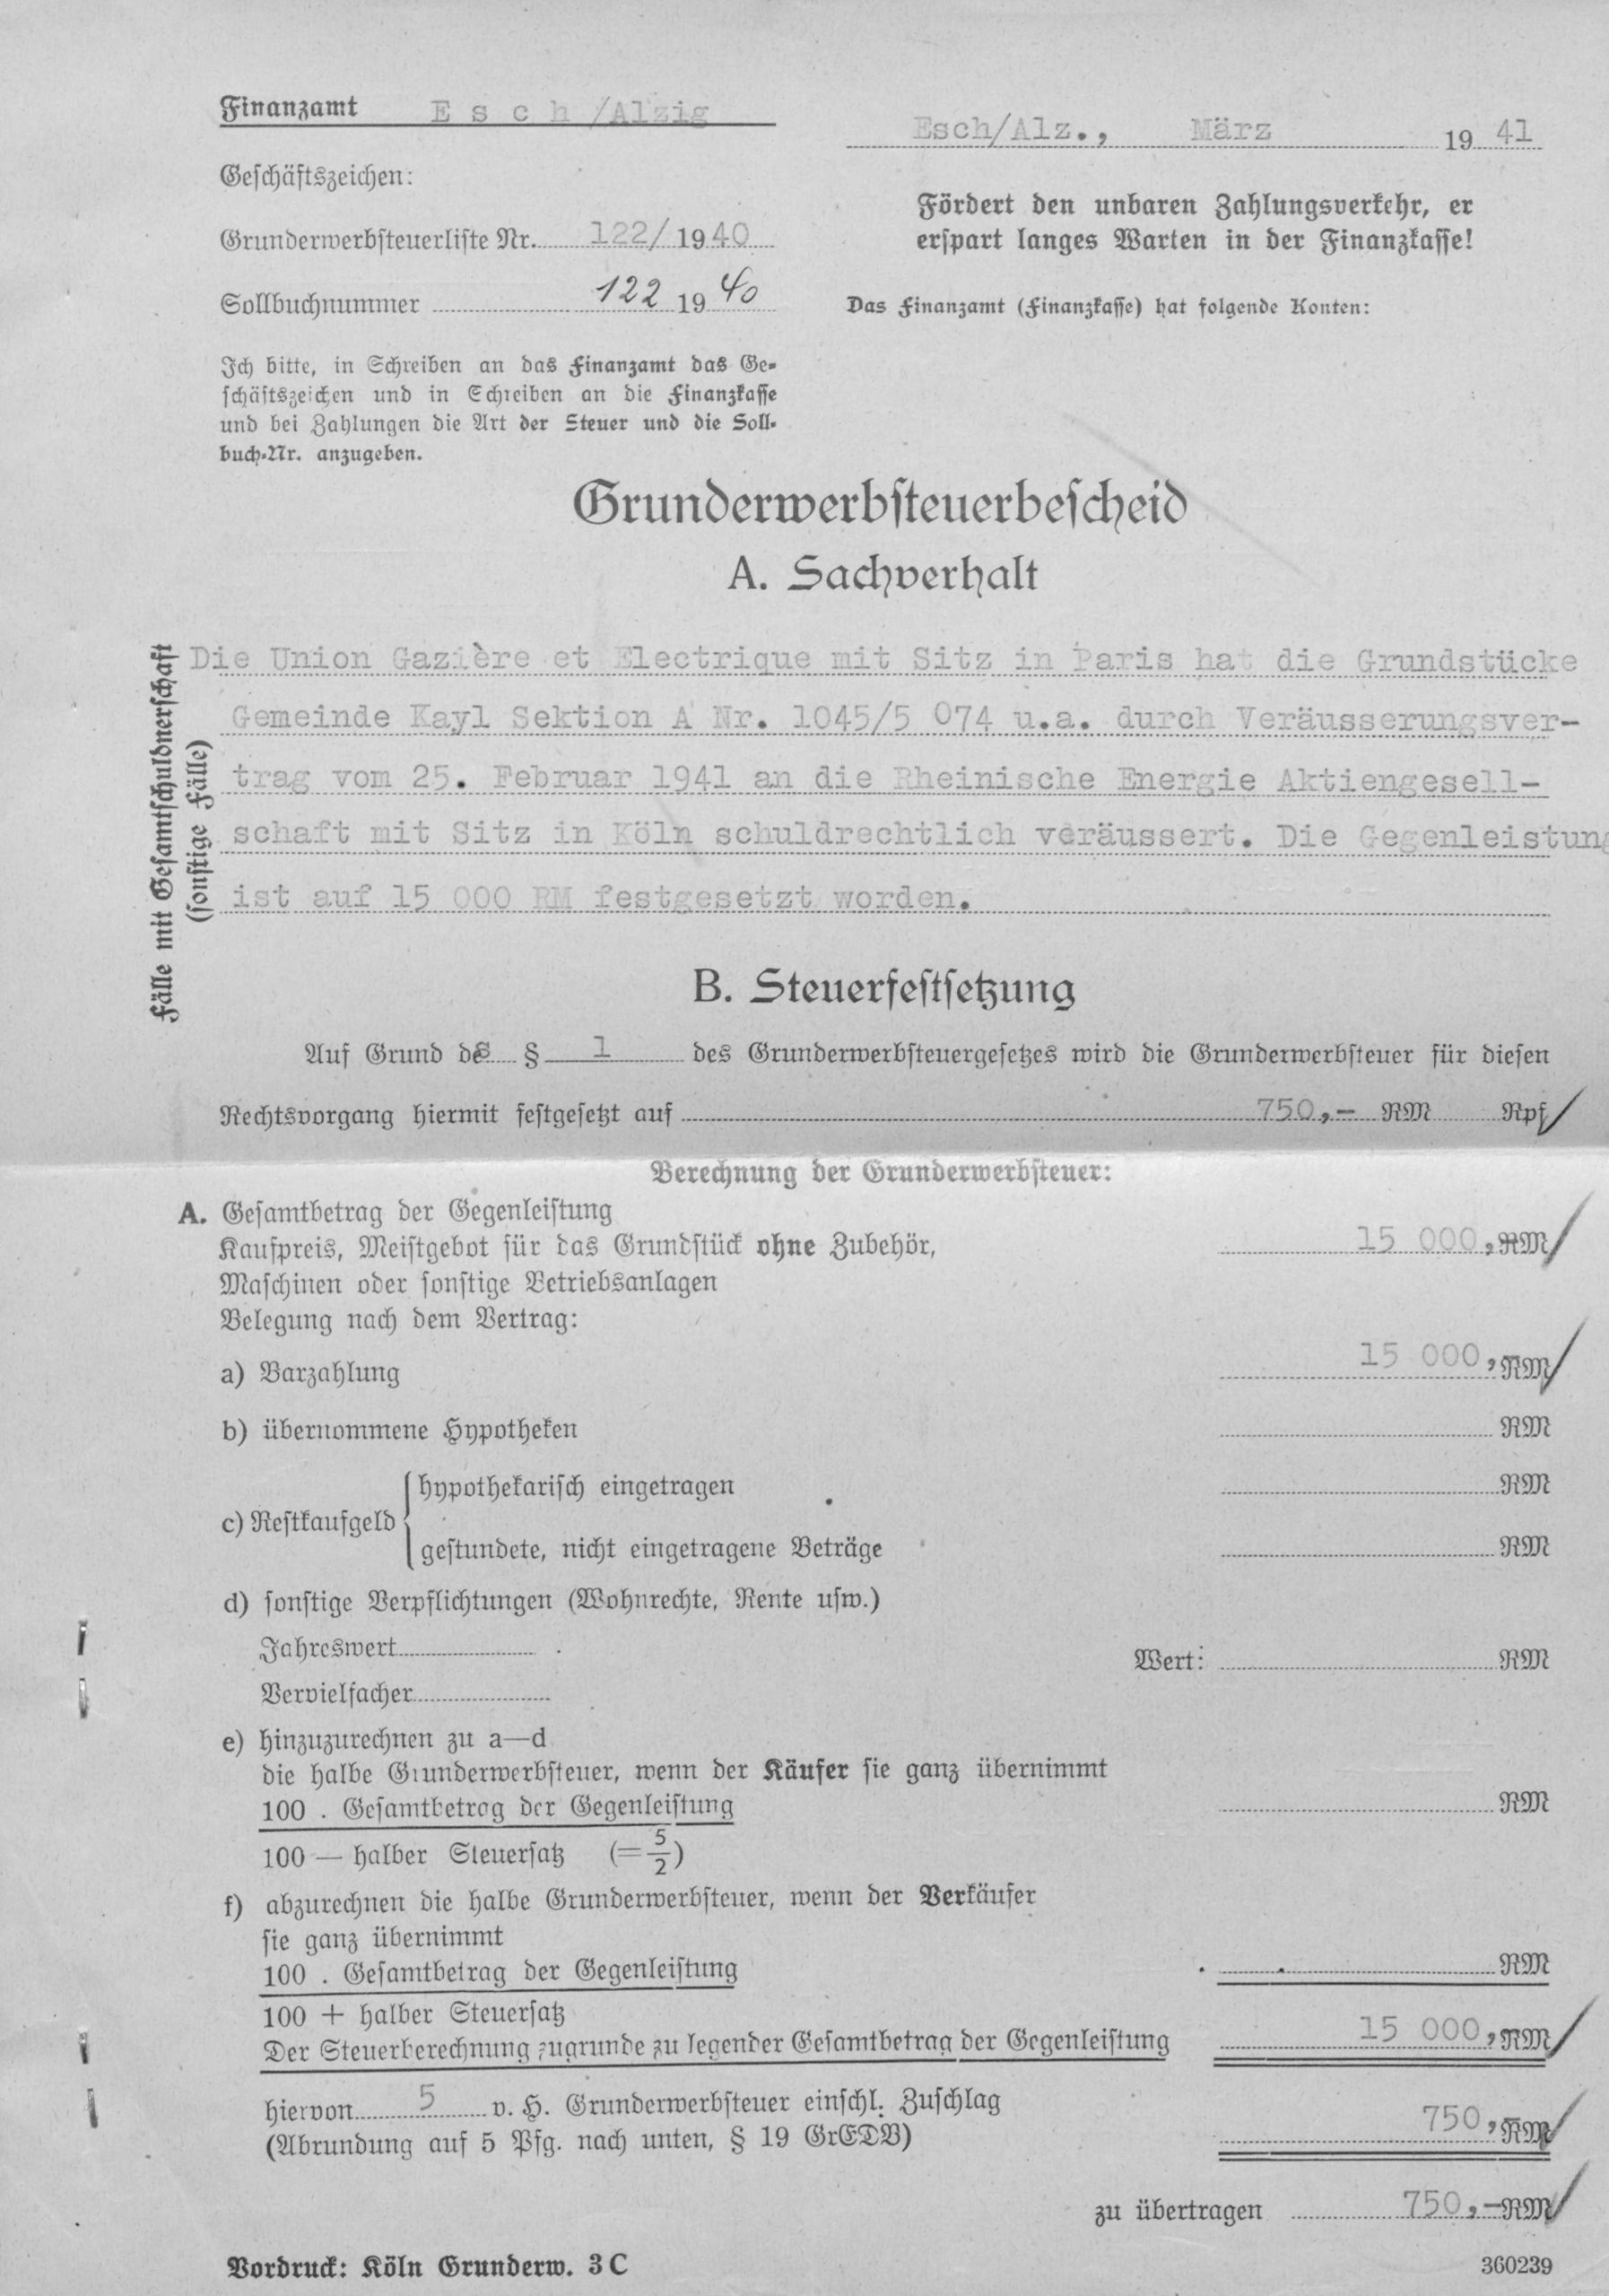 Finanzamt Esch/Alzig
Esch/Alz., März 1941
Geschäftszeichen:
Grunderwerbsteuerliste Nr. 122/ 1940
Sollbuchnummer 122 19 40
Ich bitte, in Schreiben an das Finanzamt das Ge-
schäftszeichen und in Schreiben an die Finanzkasse
und bei Zahlungen die Art der Steuer und die Soll-
buch-Nr. anzugeben.
Fördert den unbaren Zahlungsverkehr, er
erspart langes Warten in der Finanzkasse!
Das Finanzamt (Finanzkasse) hat folgende Konten:
Grunderwerbsteuerbescheid
A. Sachverhalt
Fälle mit Gesamtschuldnerschaft
(sonstige Fälle)
Die Union Gazière et Electrique mit Sitz in Paris hat die Grundstücke
Gemeinde Kayl Sektion A Nr. 1045/5 074 u.a. durch Veräusserungsver-
trag vom 25. Februar 1941 an die Rheinische Energie Aktiengesell-
schaft mit Sitz in Köln schuldrechtlich veräussert. Die Gegenleistung
ist auf 15 000 RM festgesetzt worden.
B. Steuerfestsetzung
Auf Grund des § 1 des Grunderwerbsteuergesetzes wird die Grunderwerbsteuer für diesen
Rechtsvorgang hiermit festgesetzt auf 750,- RM Rpf
Berechnung der Grunderwerbsteuer:
A. Gesamtbetrag der Gegenleistung
Kaufpreis, Meistgebot für das Grundstück ohne Zubehör, 15 000,- RM
Maschinen oder sonstige Betriebsanlagen
Belegung nach dem Vertrag:
a) Barzahlung 15 000,- RM
b) übernommene Hypotheken RM
c) Restkaufgeld
hypothekarisch eingetragen RM
gestundete, nicht eingetragene Beträge RM
d) sonstige Verpflichtungen (Wohnrechte, Rente usw.)
Jahreswert
Wert: RM
Vervielfacher
e) hinzuzurechnen zu a—d
die halbe Grunderwerbsteuer, wenn der Käufer sie ganz übernimmt
100 . Gesamtbetrag der Gegenleistung RM
100 — halber Steuersatz (= 5/2)
f) abzurechnen die halbe Grunderwerbsteuer, wenn der Verkäufer
sie ganz übernimmt
100 . Gesamtbetrag der Gegenleistung RM
100 + halber Steuersatz
Der Steuerberechnung zugrunde zu legender Gesamtbetrag der Gegenleistung 15 000,- RM
hiervon 5 v. H. Grunderwerbsteuer einschl. Zuschlag
(Abrundung auf 5 Pfg. nach unten, § 19 GrEDB) 750,- RM
zu übertragen 750,- RM
Vordruck: Köln Grunderw. 3 C
360239